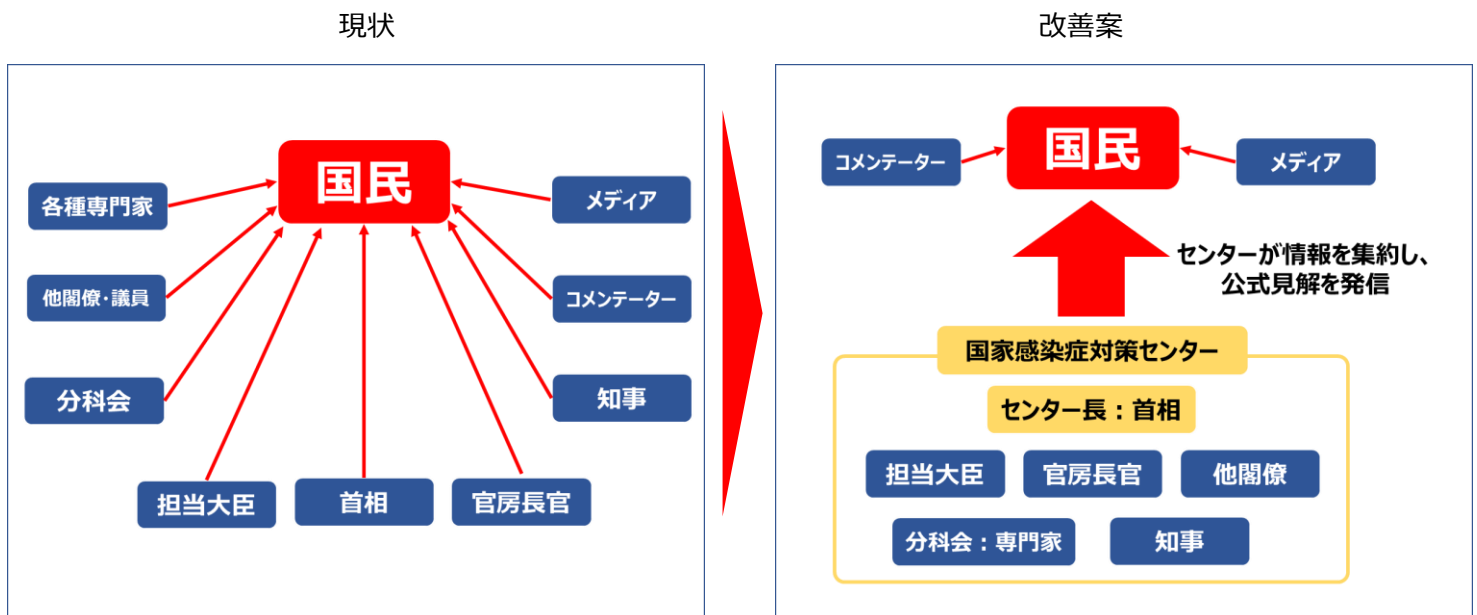 現状
国民
各種専門家
メディア
他閣僚・議員
コメンテーター
分科会
知事
担当大臣
首相
官房長官
改善案
国民
コメンテーター
メディア
センターが情報を集約し、
公式見解を発信
国家感染症対策センター
センター長：首相
担当大臣
官房長官
他閣僚
分科会：専門家
知事